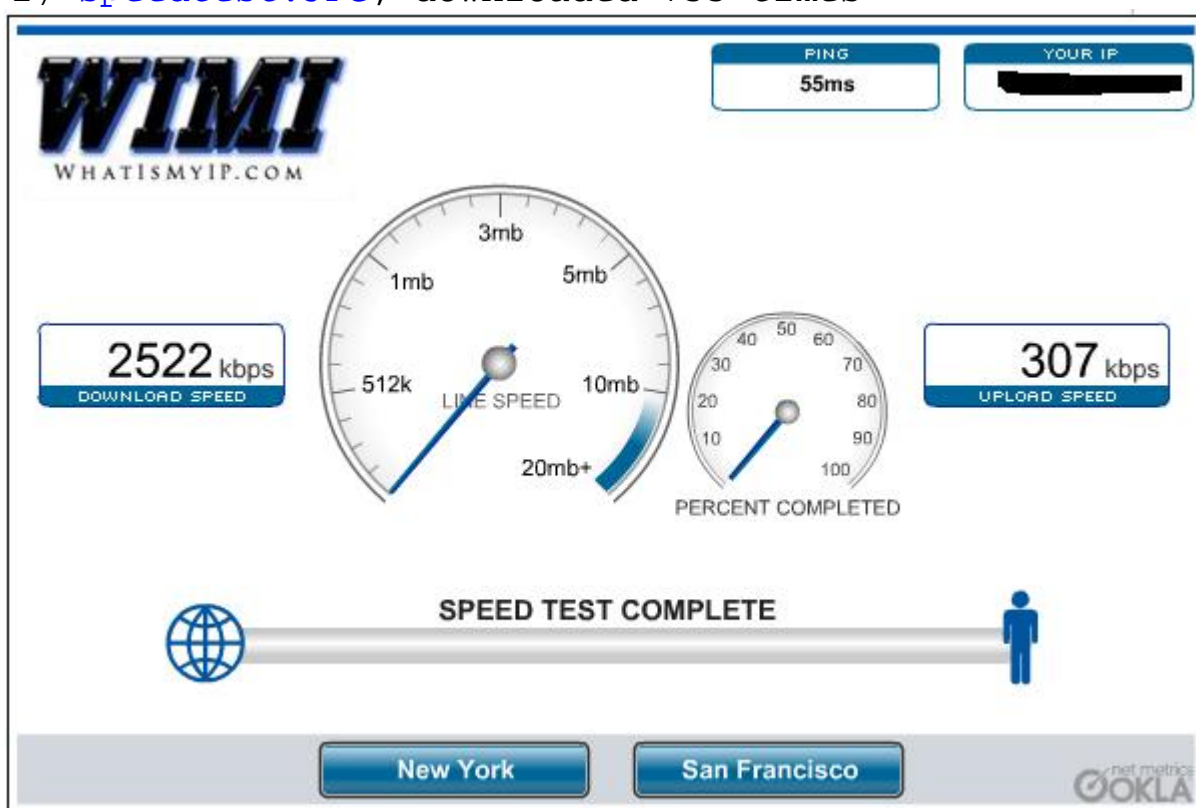 PING
YOUR IP
55ms
WIMI
WHATISMYIP.COM
3mb
1mb
5mb
512k
10mb
LINE SPEED
20mb+
2522 kbps
DOWNLOAD SPEED
40 50 60
30 70
20 80
10 90
100
PERCENT COMPLETED
307 kbps
UPLOAD SPEED
SPEED TEST COMPLETE
New York
San Francisco
net metrics
OOKLA